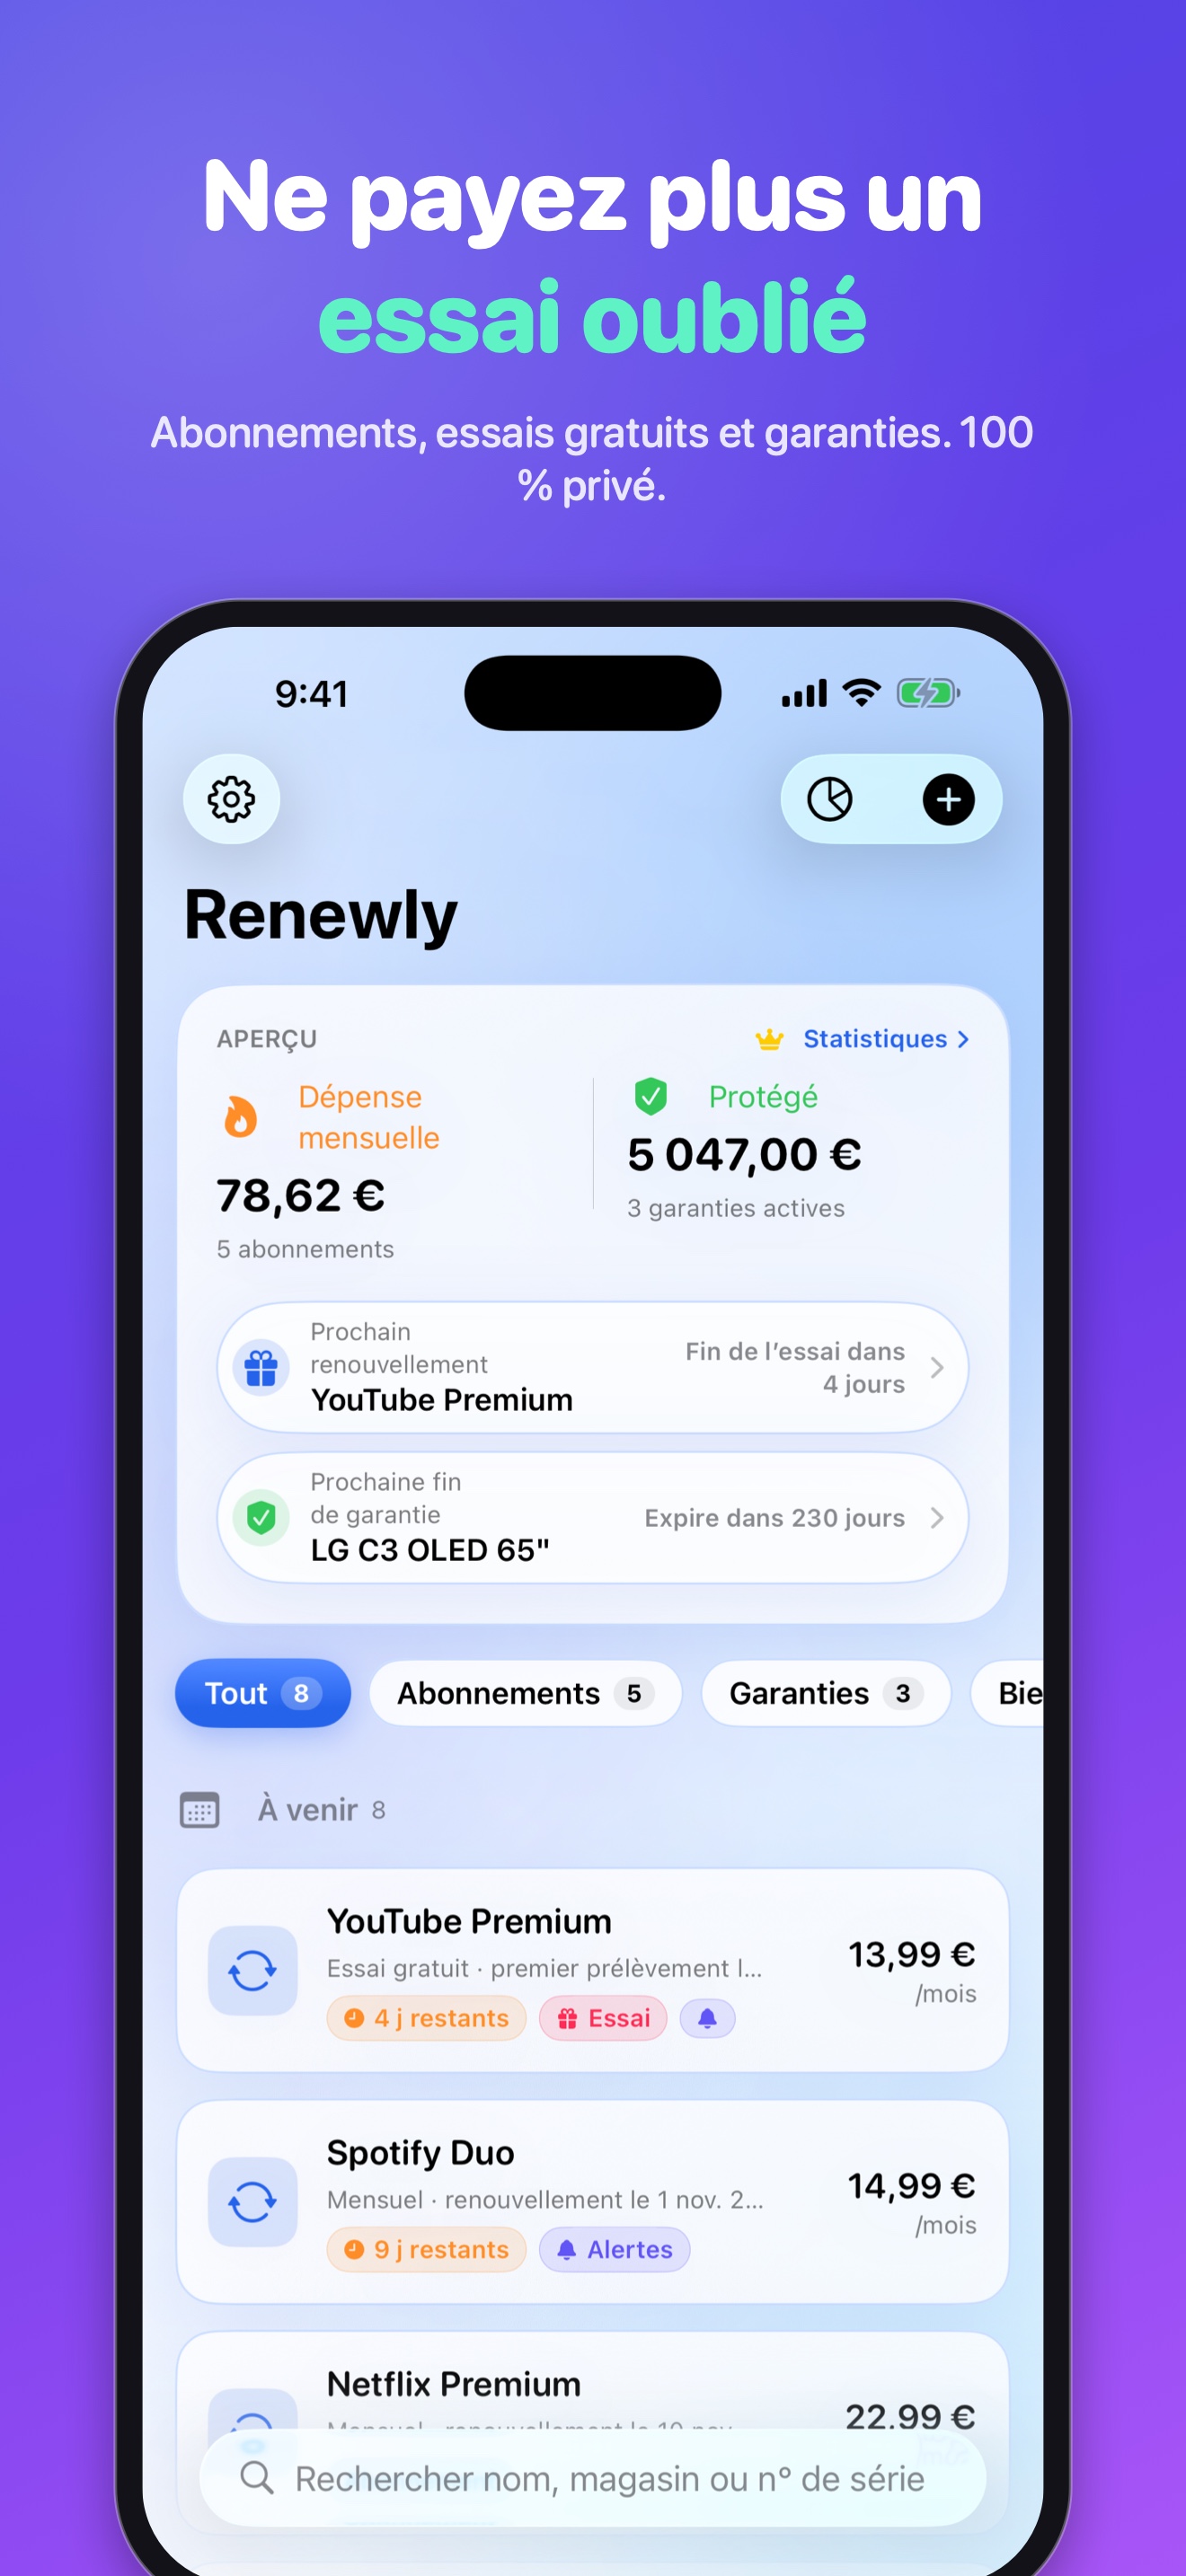 Ne payez plus un
essai oublié
Abonnements, essais gratuits et garanties. 100
% privé.
9:41
Renewly
APERÇU
Statistiques
Dépense
mensuelle
78,62 €
5 abonnements
Protégé
5 047,00 €
3 garanties actives
Prochain
renouvellement
YouTube Premium
Fin de l’essai dans
4 jours
Prochaine fin
de garantie
LG C3 OLED 65"
Expire dans 230 jours
Tout 8
Abonnements 5
Garanties 3
Bie
À venir 8
YouTube Premium
Essai gratuit · premier prélèvement l...
4 j restants
Essai
13,99 €
/mois
Spotify Duo
Mensuel · renouvellement le 1 nov. 2...
9 j restants
Alertes
14,99 €
/mois
Netflix Premium
22,99 €
Rechercher nom, magasin ou n° de série